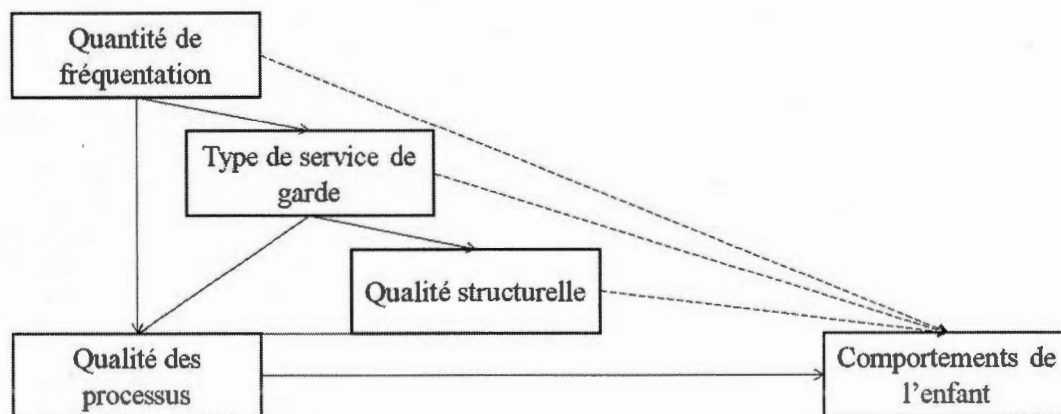 Quantité de
fréquentation
Type de service de
garde
Qualité structurelle
Qualité des
processus
Comportements de
l'enfant